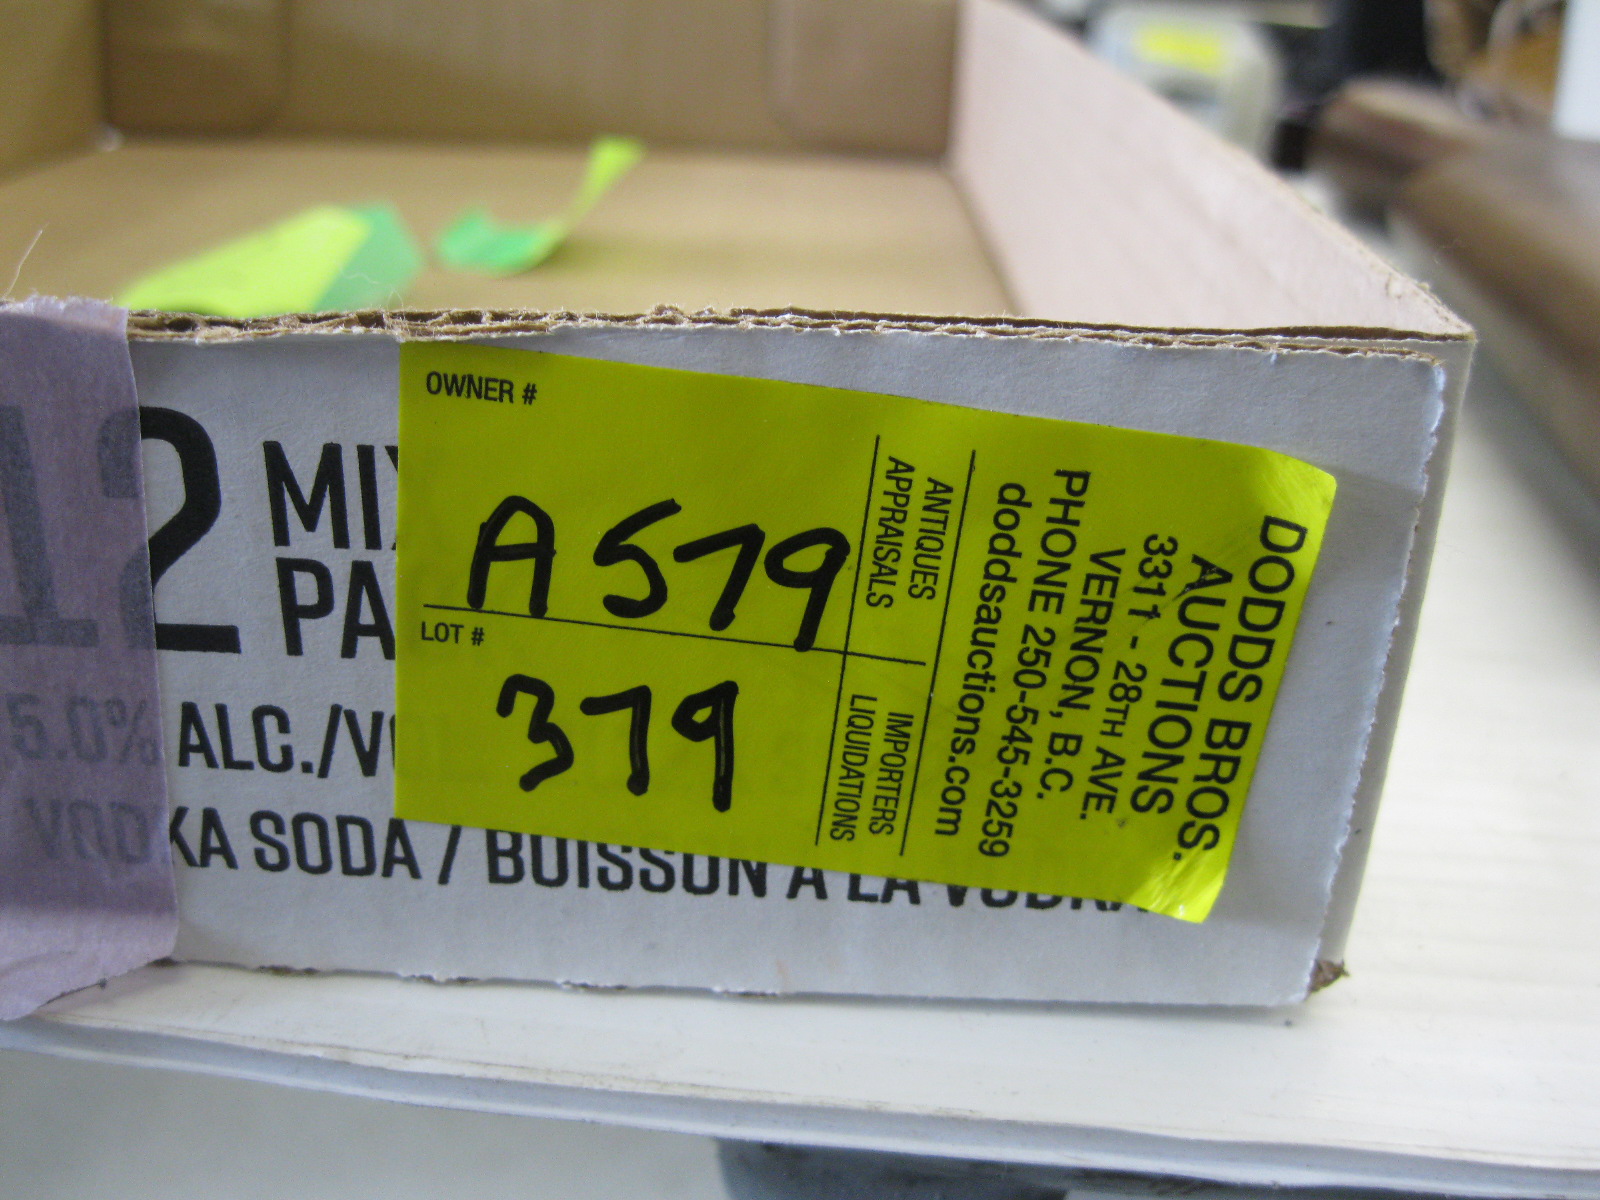 12 MIX
PA
5.0% ALC./VO
VODKA SODA / BOISSON À LA VODKA
OWNER #
A 579
LOT #
379
ANTIQUES
APPRAISALS
IMPORTERS
LIQUIDATIONS
DODDS BROS.
AUCTIONS
3311 - 28TH AVE.
VERNON, B.C.
PHONE 250-545-3259
doddsauctions.com